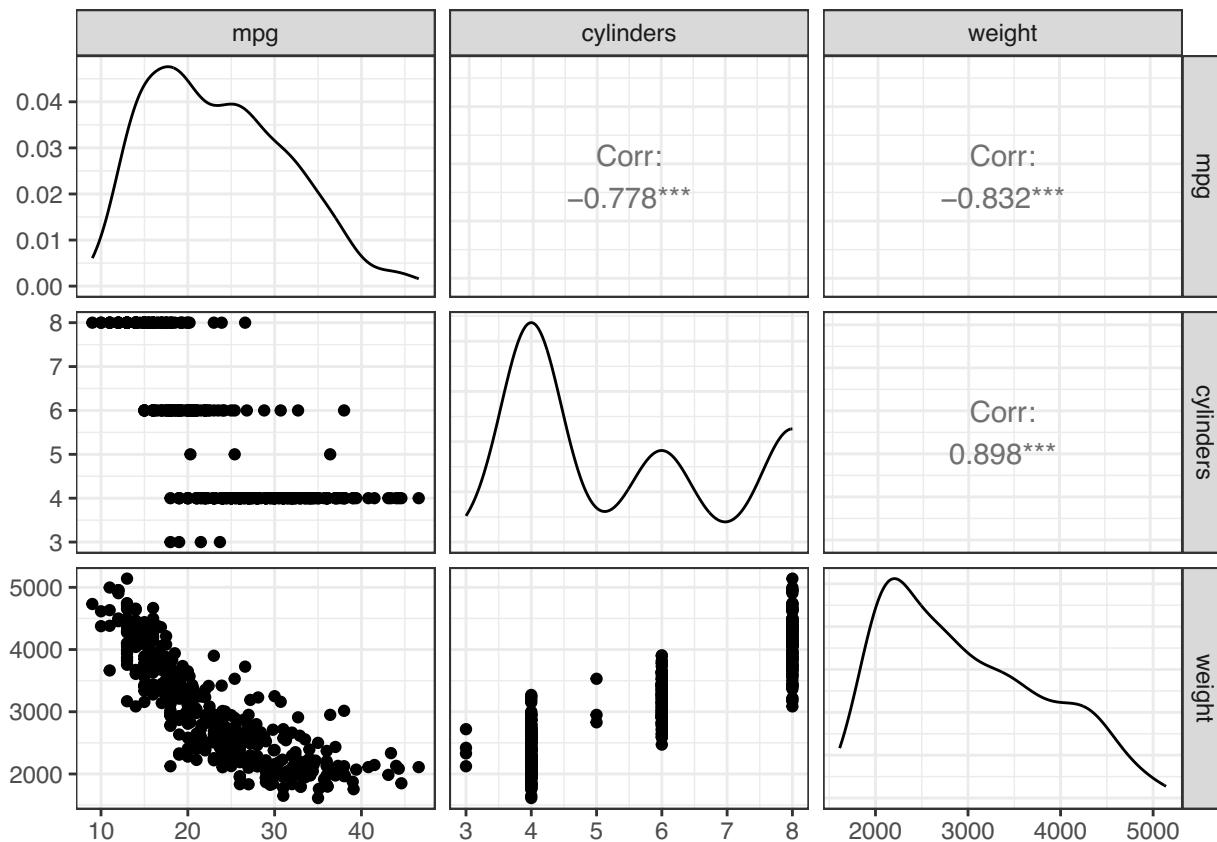 mpg cylinders weight
0.04
0.03
0.02
0.01
0.00
Corr:
−0.778***
Corr:
−0.832***
mpg
8
7
6
5
4
3
Corr:
0.898***
cylinders
5000
4000
3000
2000
weight
10 20 30 40 3 4 5 6 7 8 2000 3000 4000 5000